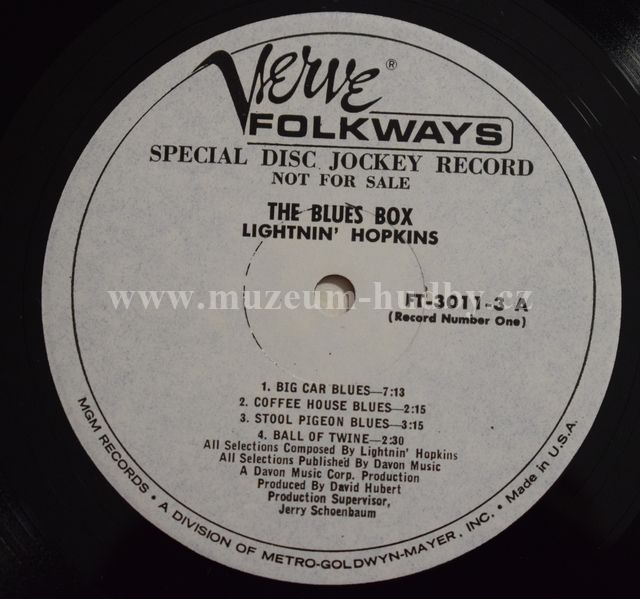 Verve ®
FOLKWAYS
SPECIAL DISC JOCKEY RECORD
NOT FOR SALE
THE BLUES BOX
LIGHTNIN' HOPKINS
www.muzeum-hudby.cz
FT-3011-3 A
(Record Number One)
1. BIG CAR BLUES—7:13
2. COFFEE HOUSE BLUES—2:15
3. STOOL PIGEON BLUES—3:15
4. BALL OF TWINE—2:30
All Selections Composed By Lightnin' Hopkins
All Selections Published By Davon Music
A Davon Music Corp. Production
Produced By David Hubert
Production Supervisor,
Jerry Schoenbaum
MGM RECORDS • A DIVISION OF METRO-GOLDWYN-MAYER, INC. • Made in U.S.A.